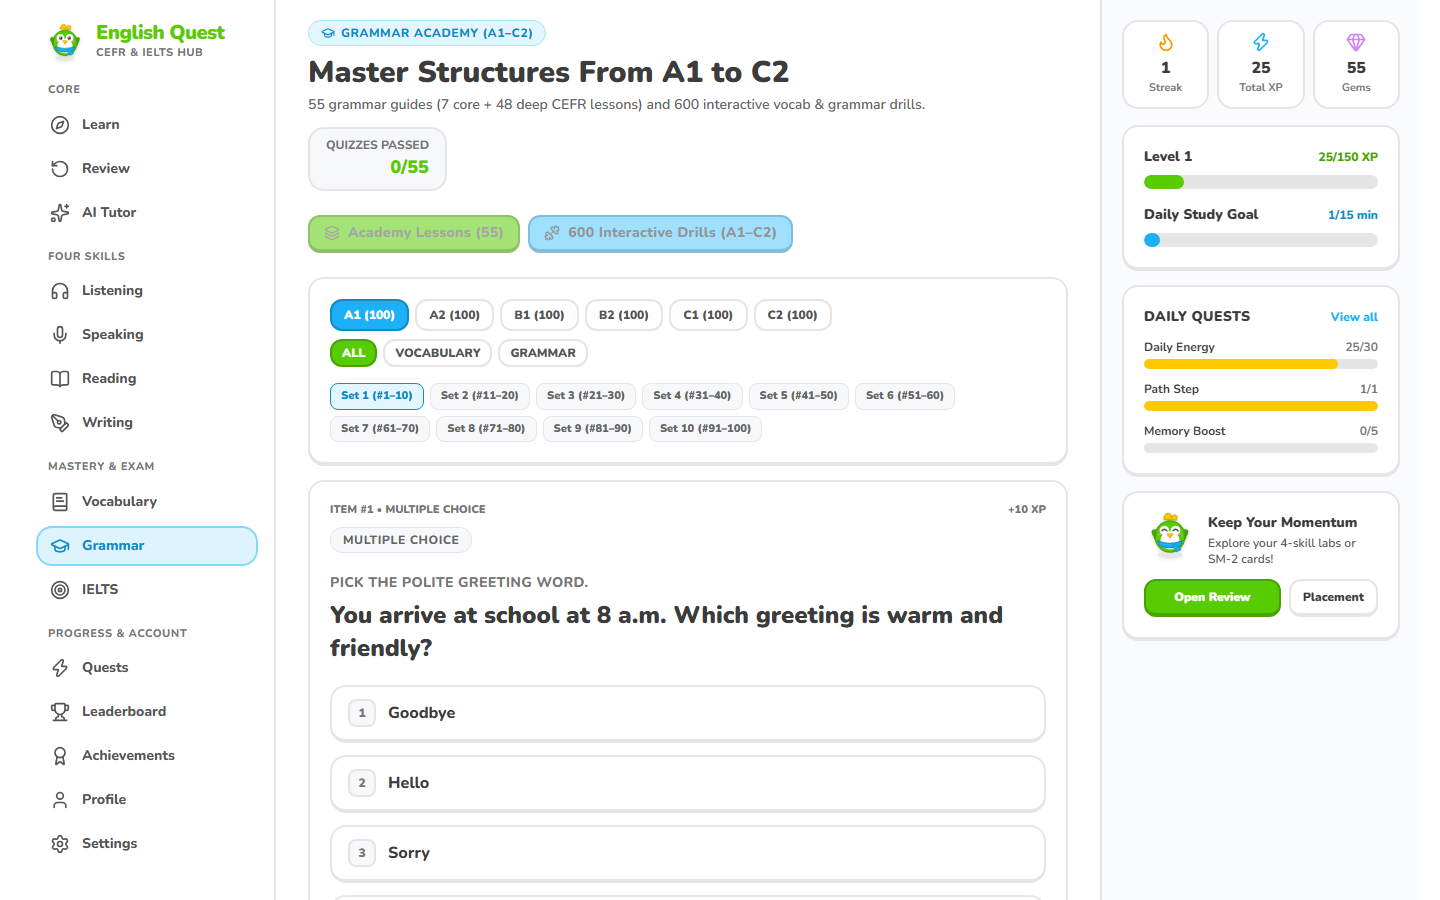 English Quest
CEFR & IELTS HUB
CORE
Learn
Review
AI Tutor
FOUR SKILLS
Listening
Speaking
Reading
Writing
MASTERY & EXAM
Vocabulary
Grammar
IELTS
PROGRESS & ACCOUNT
Quests
Leaderboard
Achievements
Profile
Settings
GRAMMAR ACADEMY (A1–C2)
Master Structures From A1 to C2
55 grammar guides (7 core + 48 deep CEFR lessons) and 600 interactive vocab & grammar drills.
QUIZZES PASSED
0/55
Academy Lessons (55)
600 Interactive Drills (A1–C2)
A1 (100) A2 (100) B1 (100) B2 (100) C1 (100) C2 (100)
ALL VOCABULARY GRAMMAR
Set 1 (#1–10) Set 2 (#11–20) Set 3 (#21–30) Set 4 (#31–40) Set 5 (#41–50) Set 6 (#51–60)
Set 7 (#61–70) Set 8 (#71–80) Set 9 (#81–90) Set 10 (#91–100)
ITEM #1 • MULTIPLE CHOICE +10 XP
MULTIPLE CHOICE
PICK THE POLITE GREETING WORD.
You arrive at school at 8 a.m. Which greeting is warm and
friendly?
1 Goodbye
2 Hello
3 Sorry
1 25 55
Streak Total XP Gems
Level 1 25/150 XP
Daily Study Goal 1/15 min
DAILY QUESTS View all
Daily Energy 25/30
Path Step 1/1
Memory Boost 0/5
Keep Your Momentum
Explore your 4-skill labs or
SM-2 cards!
Open Review Placement